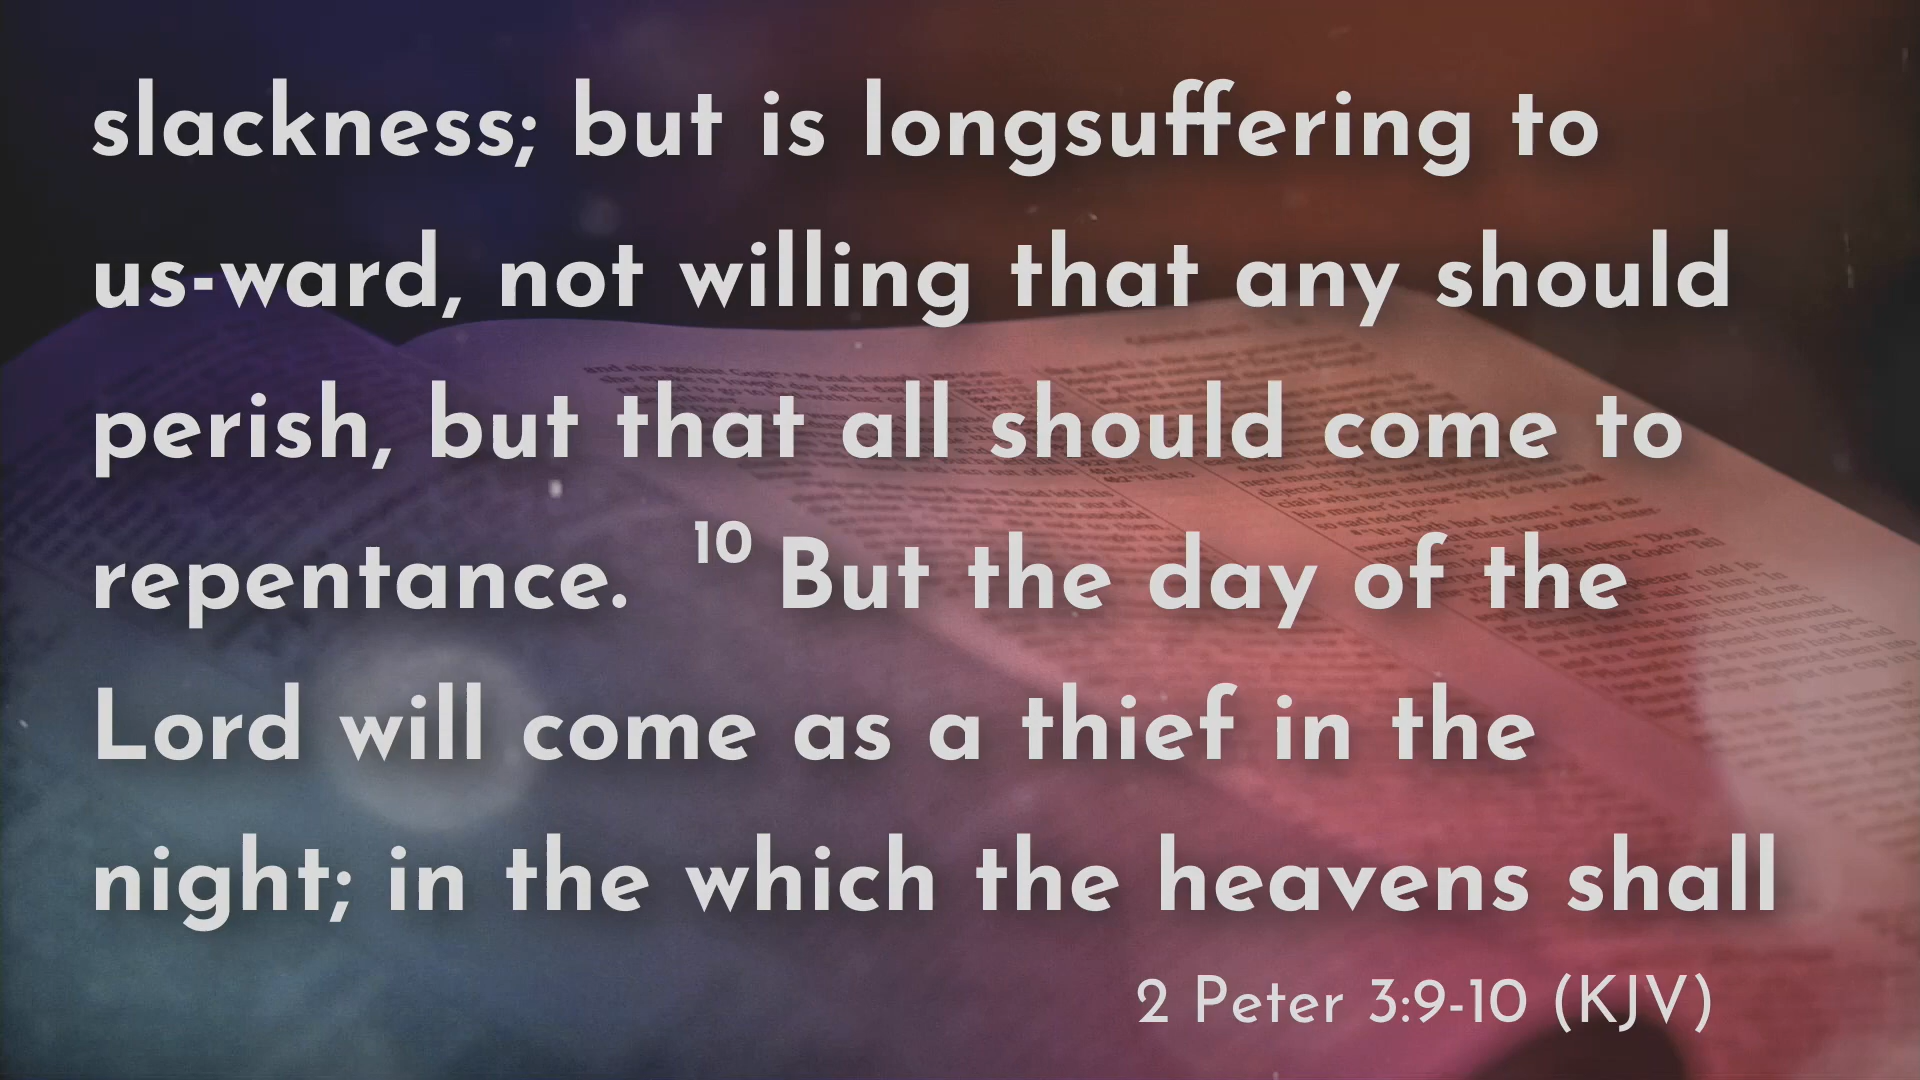 slackness; but is longsuffering to
us-ward, not willing that any should
perish, but that all should come to
repentance. 10 But the day of the
Lord will come as a thief in the
night; in the which the heavens shall
2 Peter 3:9-10 (KJV)